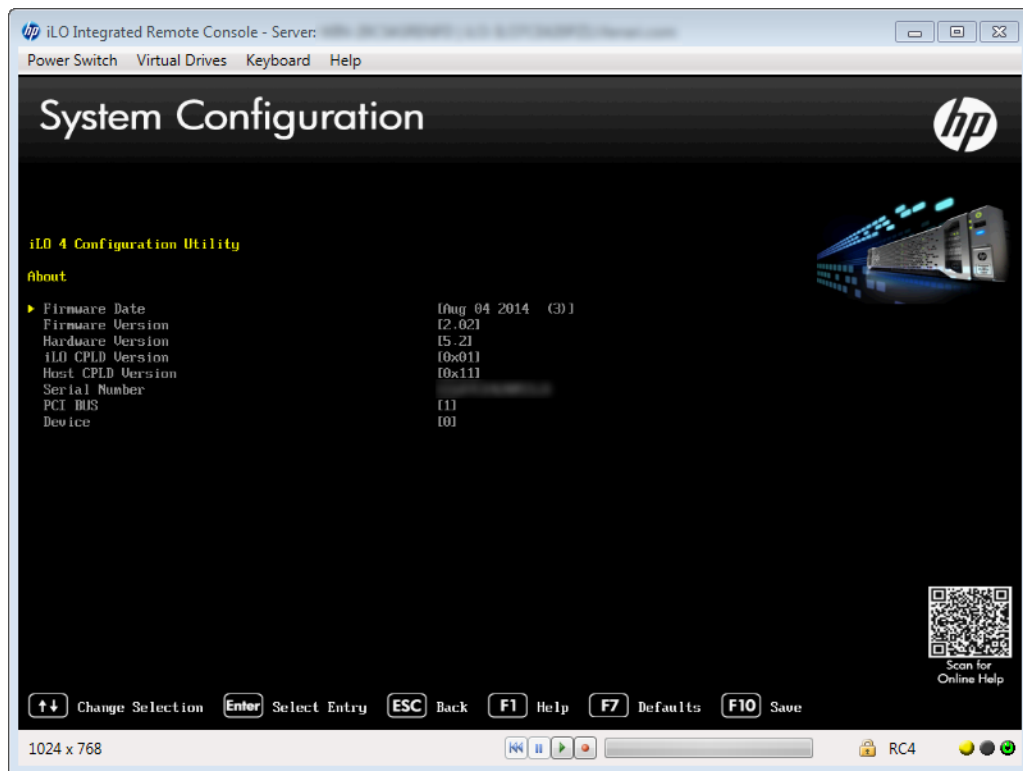 iLO Integrated Remote Console - Server:
Power Switch Virtual Drives Keyboard Help
System Configuration
hp
iLO 4 Configuration Utility
About
Firmware Date [Aug 04 2014 (3)]
Firmware Version [2.02]
Hardware Version [5.2]
iLO CPLD Version [0x01]
Host CPLD Version [0x11]
Serial Number
PCI BUS [1]
Device [0]
Scan for
Online Help
Change Selection Enter Select Entry ESC Back F1 Help F7 Defaults F10 Save
1024 x 768 RC4